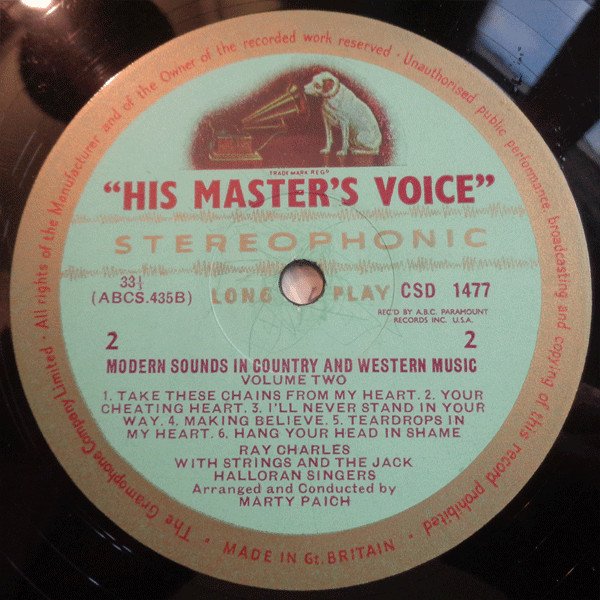 The Gramophone Company Limited · All rights of the Manufacturer and of the Owner of the recorded work reserved · Unauthorised public performance, broadcasting and copying of this record prohibited ·
TRADE MARK REGD
“HIS MASTER'S VOICE”
STEREOPHONIC
33⅓
(ABCS.435B)
LONG PLAY
CSD 1477
REC'D BY A.B.C. PARAMOUNT
RECORDS INC. U.S.A.
2 2
MODERN SOUNDS IN COUNTRY AND WESTERN MUSIC
VOLUME TWO
1. TAKE THESE CHAINS FROM MY HEART. 2. YOUR
CHEATING HEART. 3. I'LL NEVER STAND IN YOUR
WAY. 4. MAKING BELIEVE. 5. TEARDROPS IN
MY HEART. 6. HANG YOUR HEAD IN SHAME
RAY CHARLES
WITH STRINGS AND THE JACK
HALLORAN SINGERS
Arranged and Conducted by
MARTY PAICH
· MADE IN Gt. BRITAIN ·